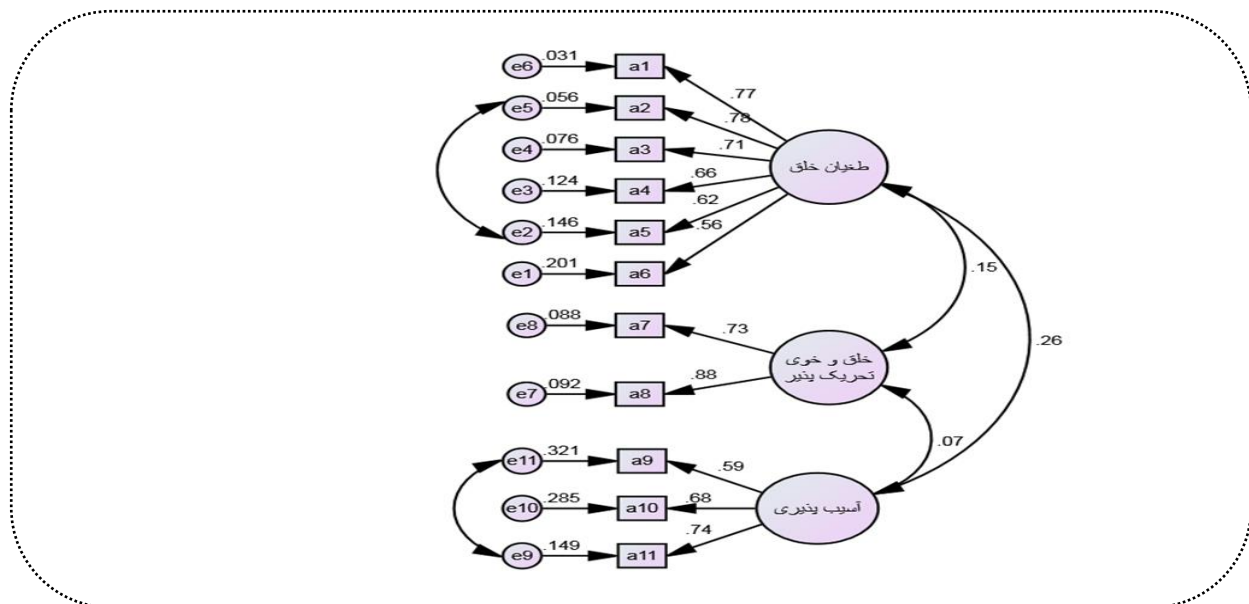 e6 .031 a1
.77
e5 .056 a2
.78
e4 .076 a3
.71
طغیان خلق
e3 .124 a4
.66
e2 .146 a5
.62
e1 .201 a6
.56
.15
e8 .088 a7
.73
خلق و خوی
تحریک پذیر
.26
e7 .092 a8
.88
.07
e11 .321 a9
.59
e10 .285 a10
.68
آسیب پذیری
e9 .149 a11
.74